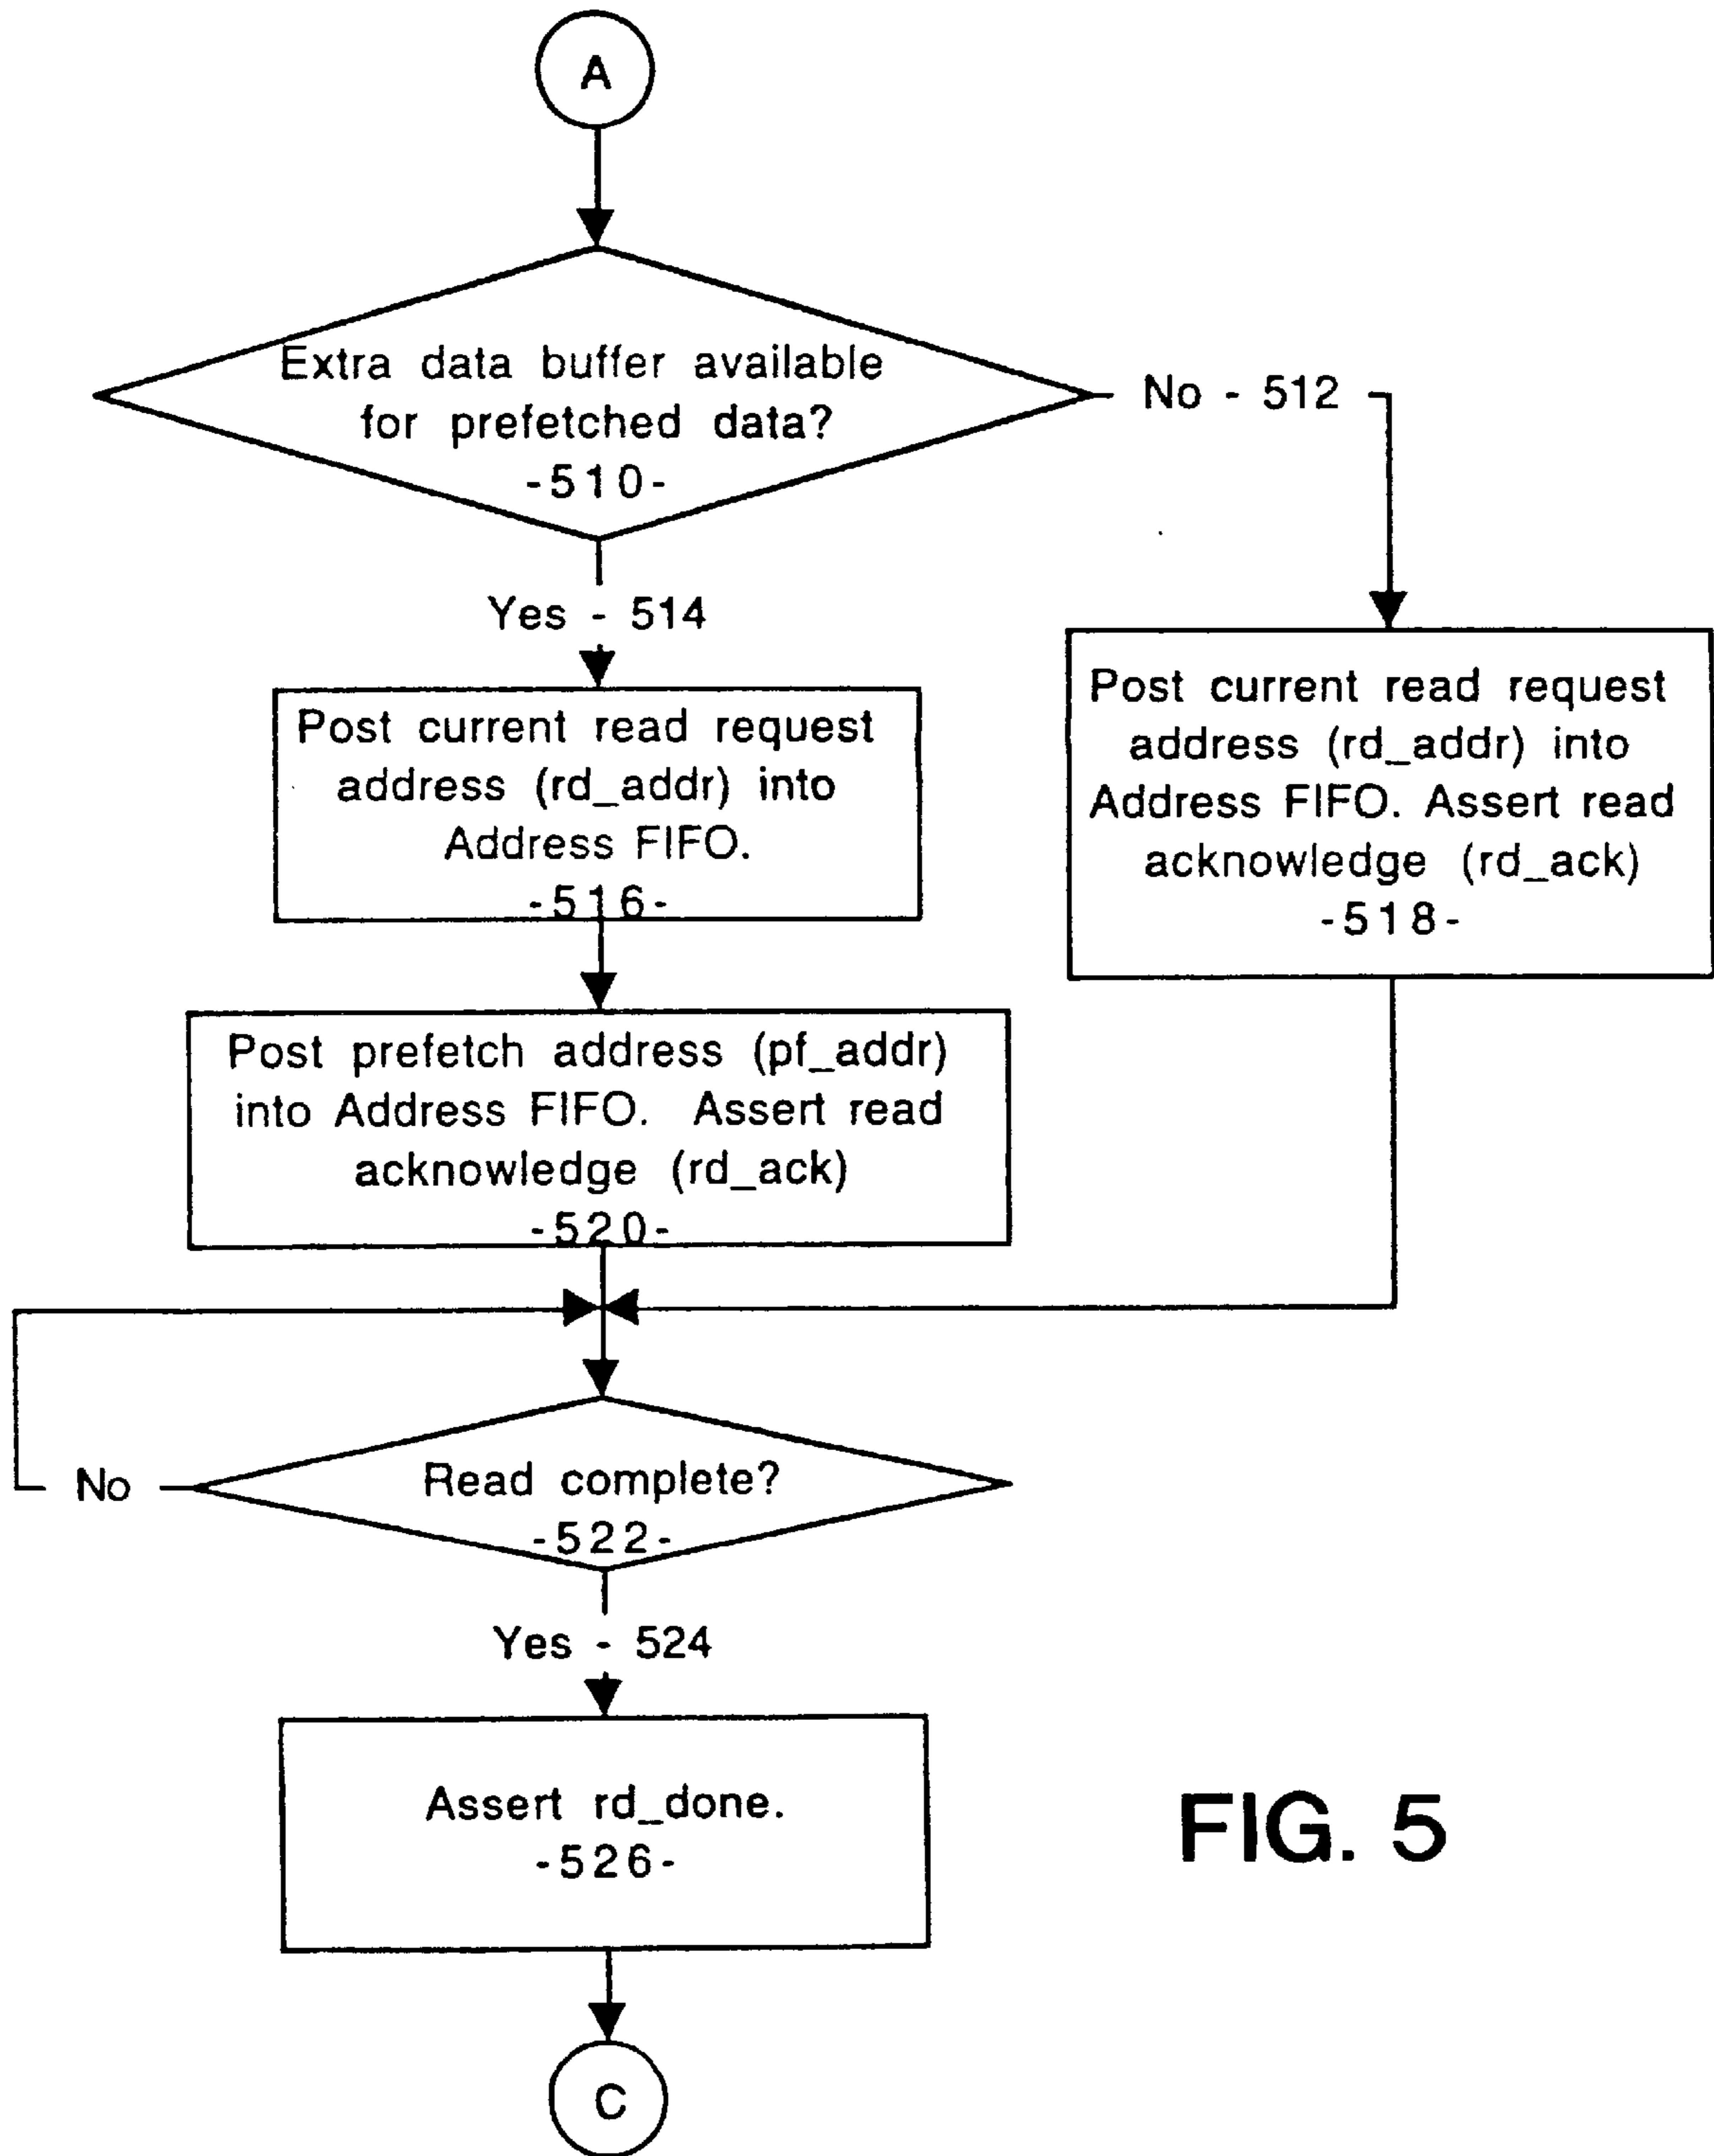 A
Extra data buffer available
for prefetched data?
-510-
No - 512
Yes - 514
Post current read request
address (rd_addr) into
Address FIFO.
-516-
Post current read request
address (rd_addr) into
Address FIFO. Assert read
acknowledge (rd_ack)
-518-
Post prefetch address (pf_addr)
into Address FIFO. Assert read
acknowledge (rd_ack)
-520-
Read complete?
-522-
No
Yes - 524
Assert rd_done.
-526-
FIG. 5
C